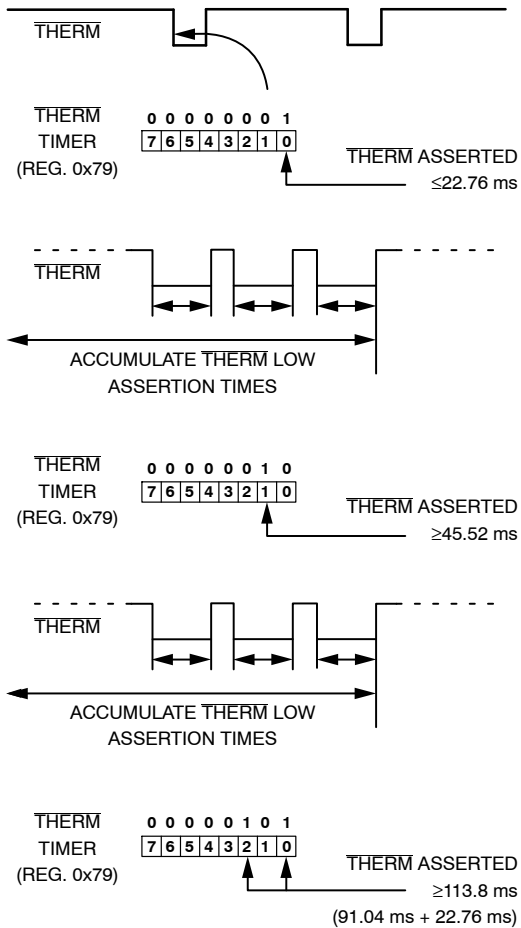 THERM
THERM
TIMER
(REG. 0x79)
0 0 0 0 0 0 0 1
7 6 5 4 3 2 1 0
THERM ASSERTED
≤22.76 ms
THERM
ACCUMULATE THERM LOW
ASSERTION TIMES
THERM
TIMER
(REG. 0x79)
0 0 0 0 0 0 1 0
7 6 5 4 3 2 1 0
THERM ASSERTED
≥45.52 ms
THERM
ACCUMULATE THERM LOW
ASSERTION TIMES
THERM
TIMER
(REG. 0x79)
0 0 0 0 0 1 0 1
7 6 5 4 3 2 1 0
THERM ASSERTED
≥113.8 ms
(91.04 ms + 22.76 ms)